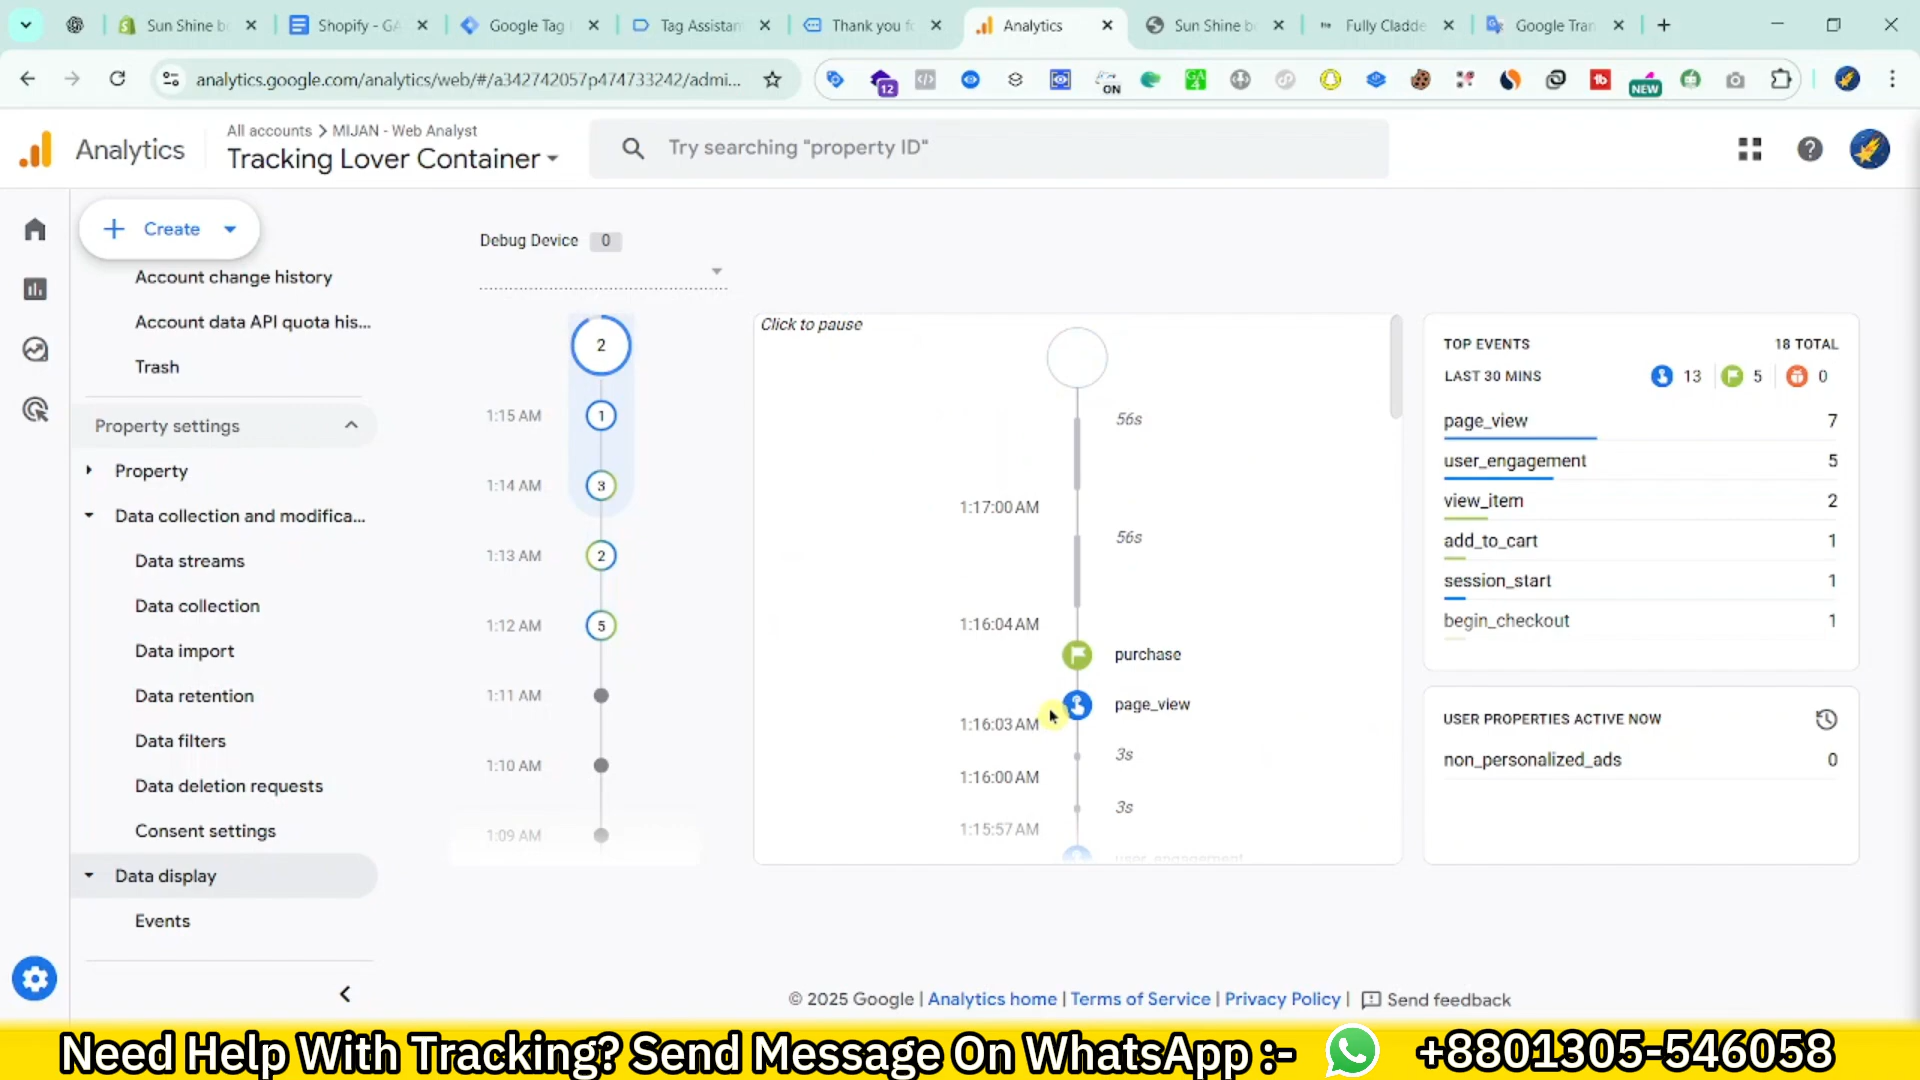 Sun Shine b
Shopify - GA
Google Tag
Tag Assistan
Thank you fo
Analytics
Sun Shine b
Fully Cladde
Google Tran
analytics.google.com/analytics/web/#/a342742057p474733242/admi...
12
ON
GA
4
tb
NEW
Analytics
All accounts > MIJAN - Web Analyst
Tracking Lover Container
Try searching "property ID"
Create
Account change history
Account data API quota his...
Trash
Property settings
Property
Data collection and modifica...
Data streams
Data collection
Data import
Data retention
Data filters
Data deletion requests
Consent settings
Data display
Events
Debug Device 0
2
1:15 AM 1
1:14 AM 3
1:13 AM 2
1:12 AM 5
1:11 AM
1:10 AM
1:09 AM
Click to pause
56s
1:17:00 AM
56s
1:16:04 AM
purchase
page_view
1:16:03 AM
3s
1:16:00 AM
3s
1:15:57 AM
user_engagement
TOP EVENTS 18 TOTAL
LAST 30 MINS 13 5 0
page_view 7
user_engagement 5
view_item 2
add_to_cart 1
session_start 1
begin_checkout 1
USER PROPERTIES ACTIVE NOW
non_personalized_ads 0
© 2025 Google | Analytics home | Terms of Service | Privacy Policy | Send feedback
Need Help With Tracking? Send Message On WhatsApp :- +8801305-546058